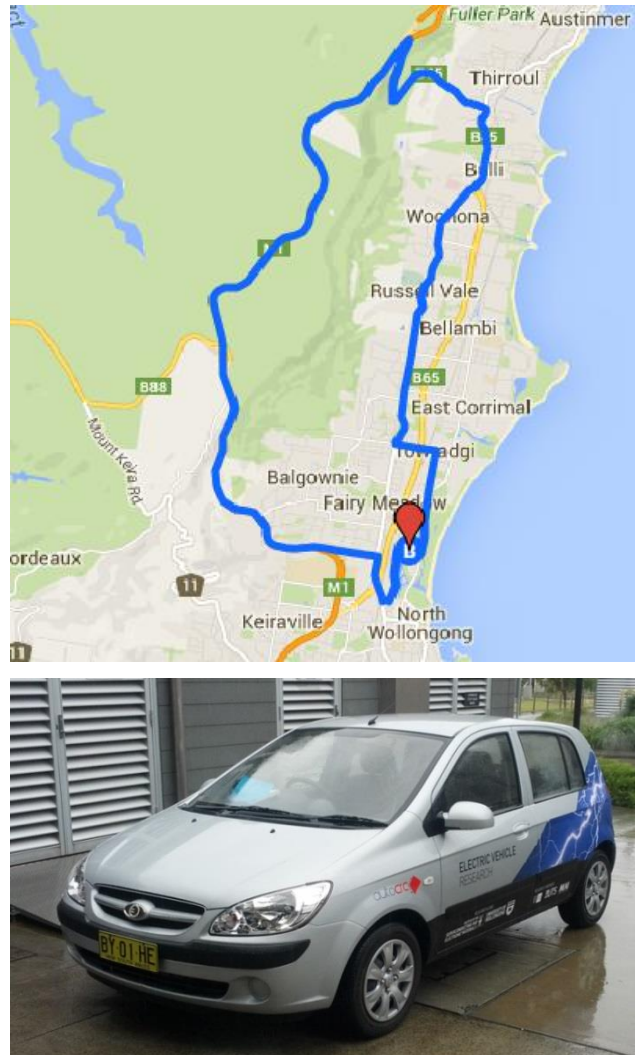 Fuller Park
Austinmer
Thirroul
B65
Bulli
Woonona
M1
Russell Vale
Bellambi
B65
B88
East Corrimal
Mount Keira Rd
Towradgi
Balgownie
Fairy Meadow
ordeaux
11
M1
Keiraville
North
Wollongong
11
ELECTRIC VEHICLE
RESEARCH
autocrc
BY 01 HE